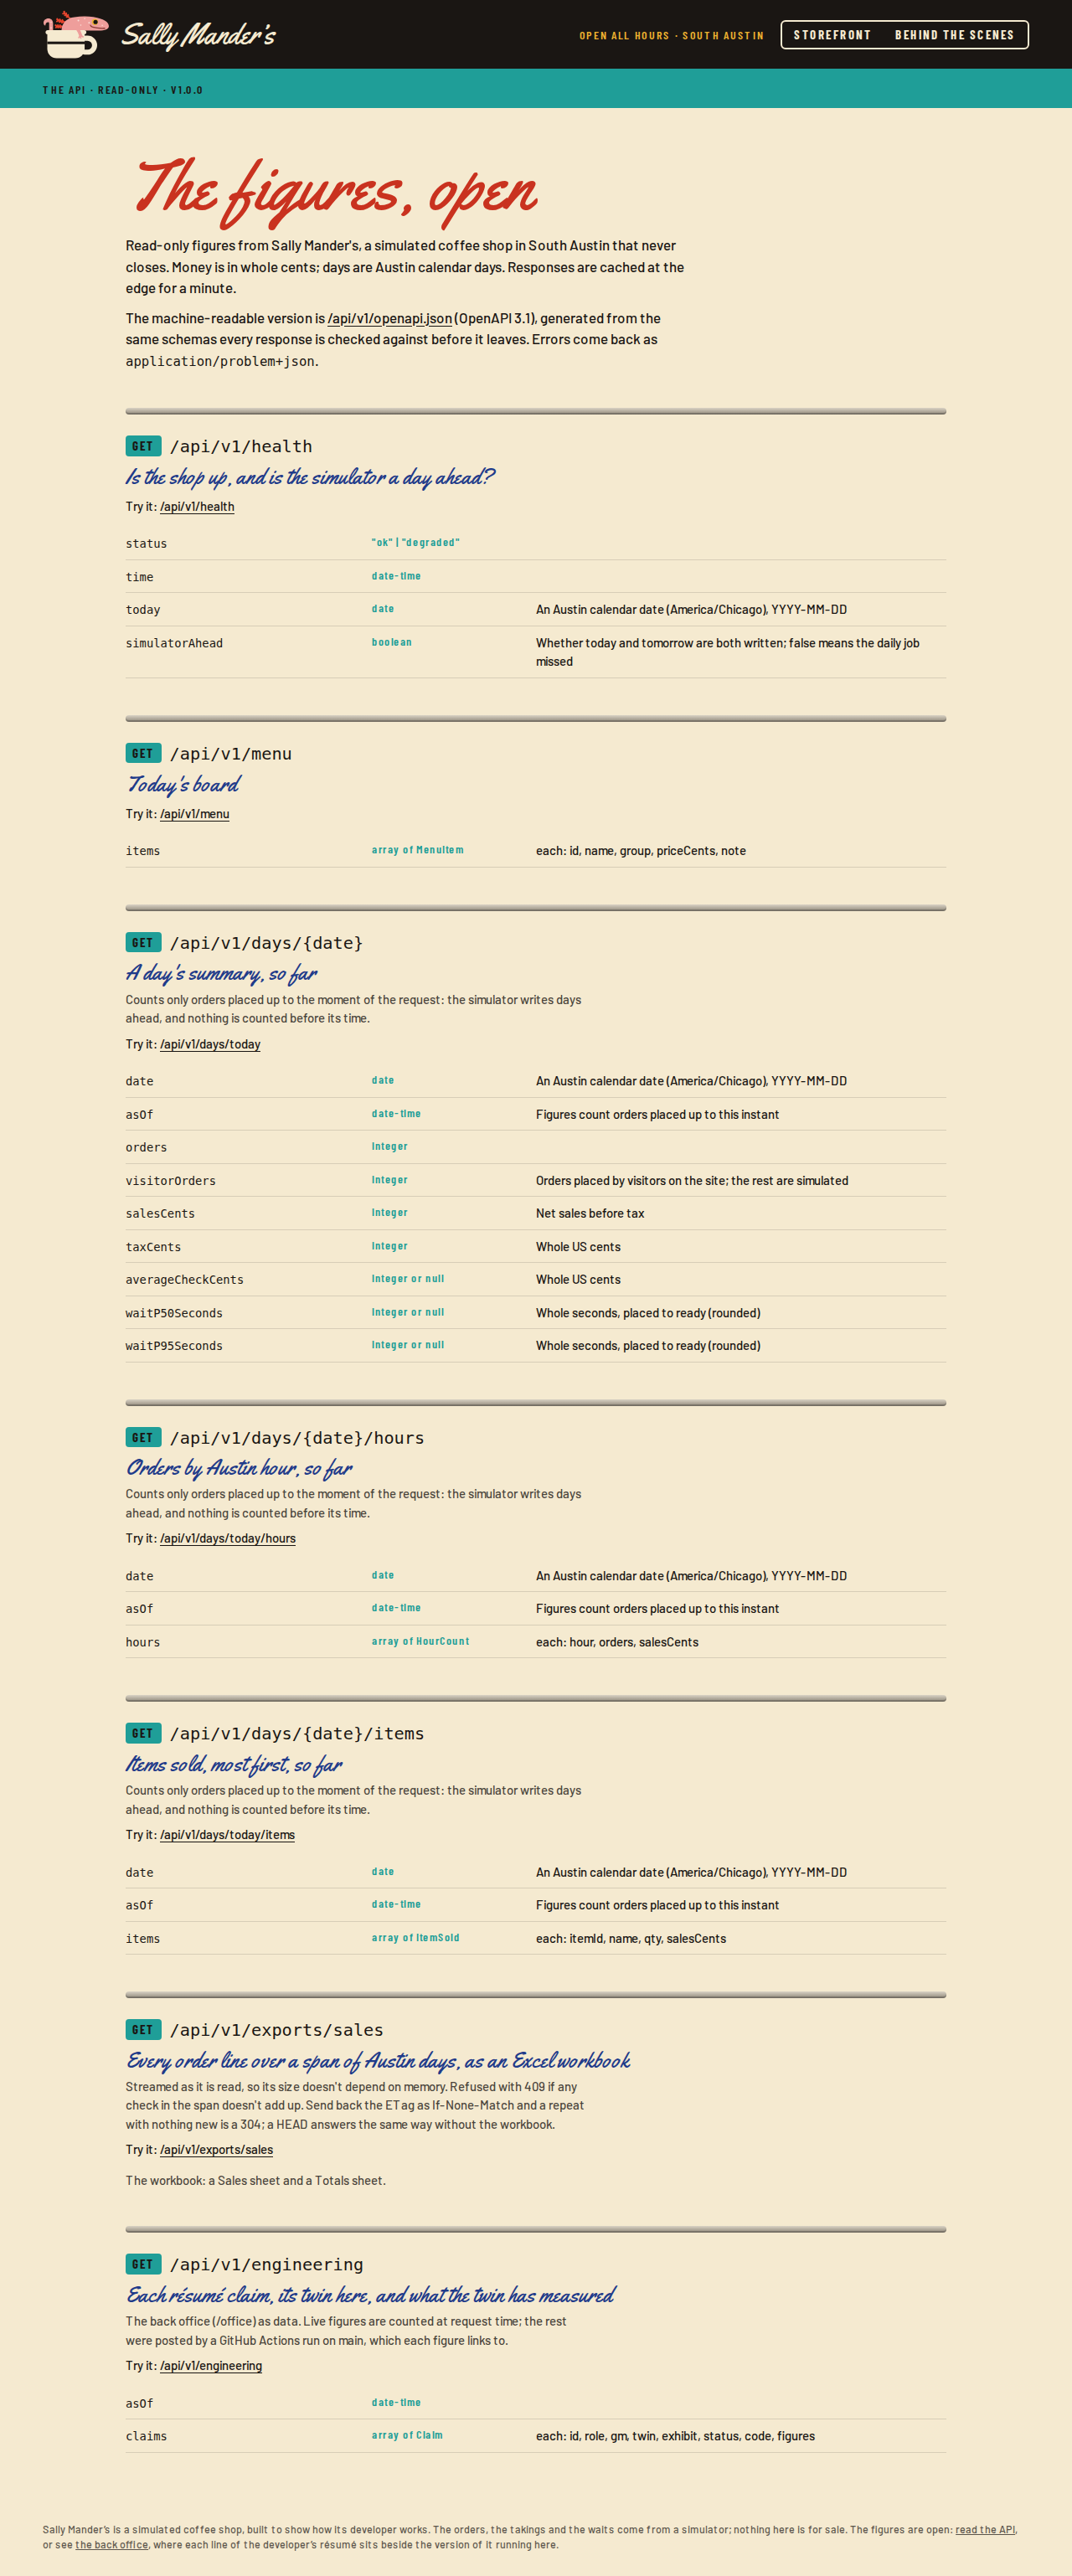 Sally Mander's
OPEN ALL HOURS · SOUTH AUSTIN
STOREFRONT
BEHIND THE SCENES
THE API · READ-ONLY · V1.0.0
The figures, open
Read-only figures from Sally Mander's, a simulated coffee shop in South Austin that never
closes. Money is in whole cents; days are Austin calendar days. Responses are cached at the
edge for a minute.
The machine-readable version is /api/v1/openapi.json (OpenAPI 3.1), generated from the
same schemas every response is checked against before it leaves. Errors come back as
application/problem+json.
GET /api/v1/health
Is the shop up, and is the simulator a day ahead?
Try it: /api/v1/health
status "ok" | "degraded"
time date-time
today date An Austin calendar date (America/Chicago), YYYY-MM-DD
simulatorAhead boolean Whether today and tomorrow are both written; false means the daily job
missed
GET /api/v1/menu
Today's board
Try it: /api/v1/menu
items array of MenuItem each: id, name, group, priceCents, note
GET /api/v1/days/{date}
A day's summary, so far
Counts only orders placed up to the moment of the request: the simulator writes days
ahead, and nothing is counted before its time.
Try it: /api/v1/days/today
date date An Austin calendar date (America/Chicago), YYYY-MM-DD
asOf date-time Figures count orders placed up to this instant
orders integer
visitorOrders integer Orders placed by visitors on the site; the rest are simulated
salesCents integer Net sales before tax
taxCents integer Whole US cents
averageCheckCents integer or null Whole US cents
waitP50Seconds integer or null Whole seconds, placed to ready (rounded)
waitP95Seconds integer or null Whole seconds, placed to ready (rounded)
GET /api/v1/days/{date}/hours
Orders by Austin hour, so far
Counts only orders placed up to the moment of the request: the simulator writes days
ahead, and nothing is counted before its time.
Try it: /api/v1/days/today/hours
date date An Austin calendar date (America/Chicago), YYYY-MM-DD
asOf date-time Figures count orders placed up to this instant
hours array of HourCount each: hour, orders, salesCents
GET /api/v1/days/{date}/items
Items sold, most first, so far
Counts only orders placed up to the moment of the request: the simulator writes days
ahead, and nothing is counted before its time.
Try it: /api/v1/days/today/items
date date An Austin calendar date (America/Chicago), YYYY-MM-DD
asOf date-time Figures count orders placed up to this instant
items array of ItemSold each: itemId, name, qty, salesCents
GET /api/v1/exports/sales
Every order line over a span of Austin days, as an Excel workbook
Streamed as it is read, so its size doesn't depend on memory. Refused with 409 if any
check in the span doesn't add up. Send back the ETag as If-None-Match and a repeat
with nothing new is a 304; a HEAD answers the same way without the workbook.
Try it: /api/v1/exports/sales
The workbook: a Sales sheet and a Totals sheet.
GET /api/v1/engineering
Each résumé claim, its twin here, and what the twin has measured
The back office (/office) as data. Live figures are counted at request time; the rest
were posted by a GitHub Actions run on main, which each figure links to.
Try it: /api/v1/engineering
asOf date-time
claims array of Claim each: id, role, gm, twin, exhibit, status, code, figures
Sally Mander's is a simulated coffee shop, built to show how its developer works. The orders, the takings and the waits come from a simulator; nothing here is for sale. The figures are open: read the API,
or see the back office, where each line of the developer's résumé sits beside the version of it running here.